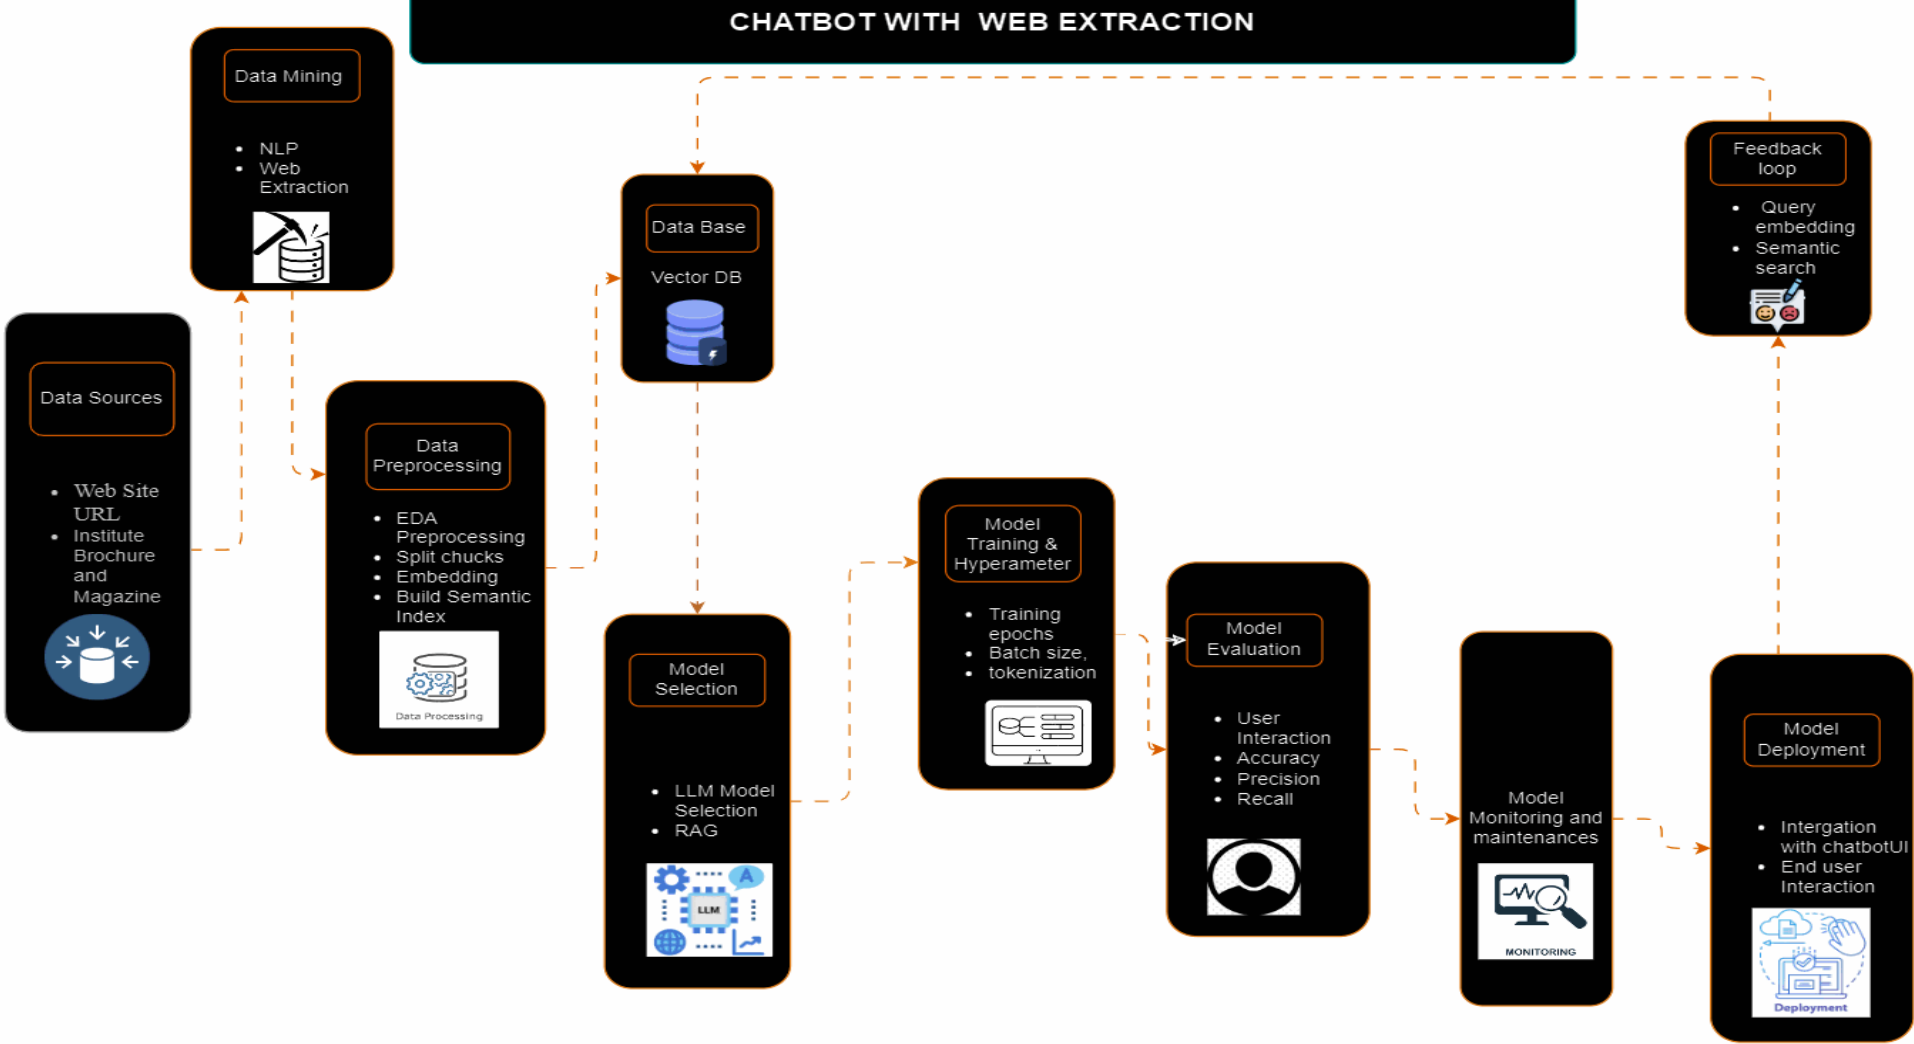 CHATBOT WITH  WEB EXTRACTION
Data Mining
• NLP
• Web
Extraction
Data Sources
• Web Site
URL
• Institute
Brochure
and
Magazine
Data
Preprocessing
• EDA
Preprocessing
• Split chucks
• Embedding
• Build Semantic
Index
Data Processing
Data Base
Vector DB
Model
Selection
• LLM Model
Selection
• RAG
A
LLM
Model
Training &
Hyperameter
• Training
epochs
• Batch size,
• tokenization
Model
Evaluation
• User
Interaction
• Accuracy
• Precision
• Recall
Model
Monitoring and
maintenances
MONITORING
Model
Deployment
• Intergation
with chatbotUI
• End user
Interaction
Deployment
Feedback
loop
• Query
embedding
• Semantic
search